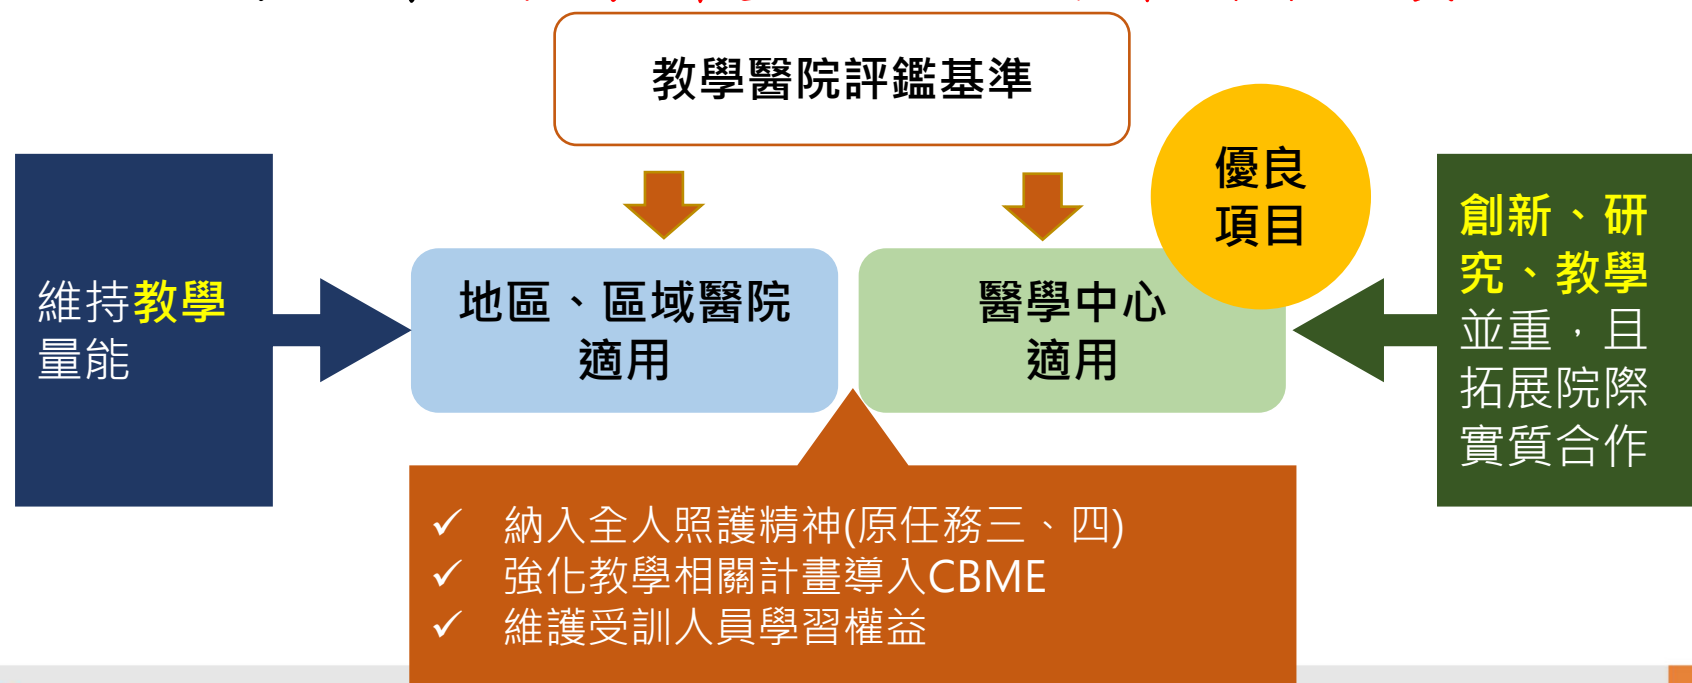 教學醫院評鑑基準
優良
項目
維持教學
量能
地區、區域醫院
適用
醫學中心
適用
創新、研
究、教學
並重，且
拓展院際
實質合作
✓ 納入全人照護精神(原任務三、四)
✓ 強化教學相關計畫導入CBME
✓ 維護受訓人員學習權益